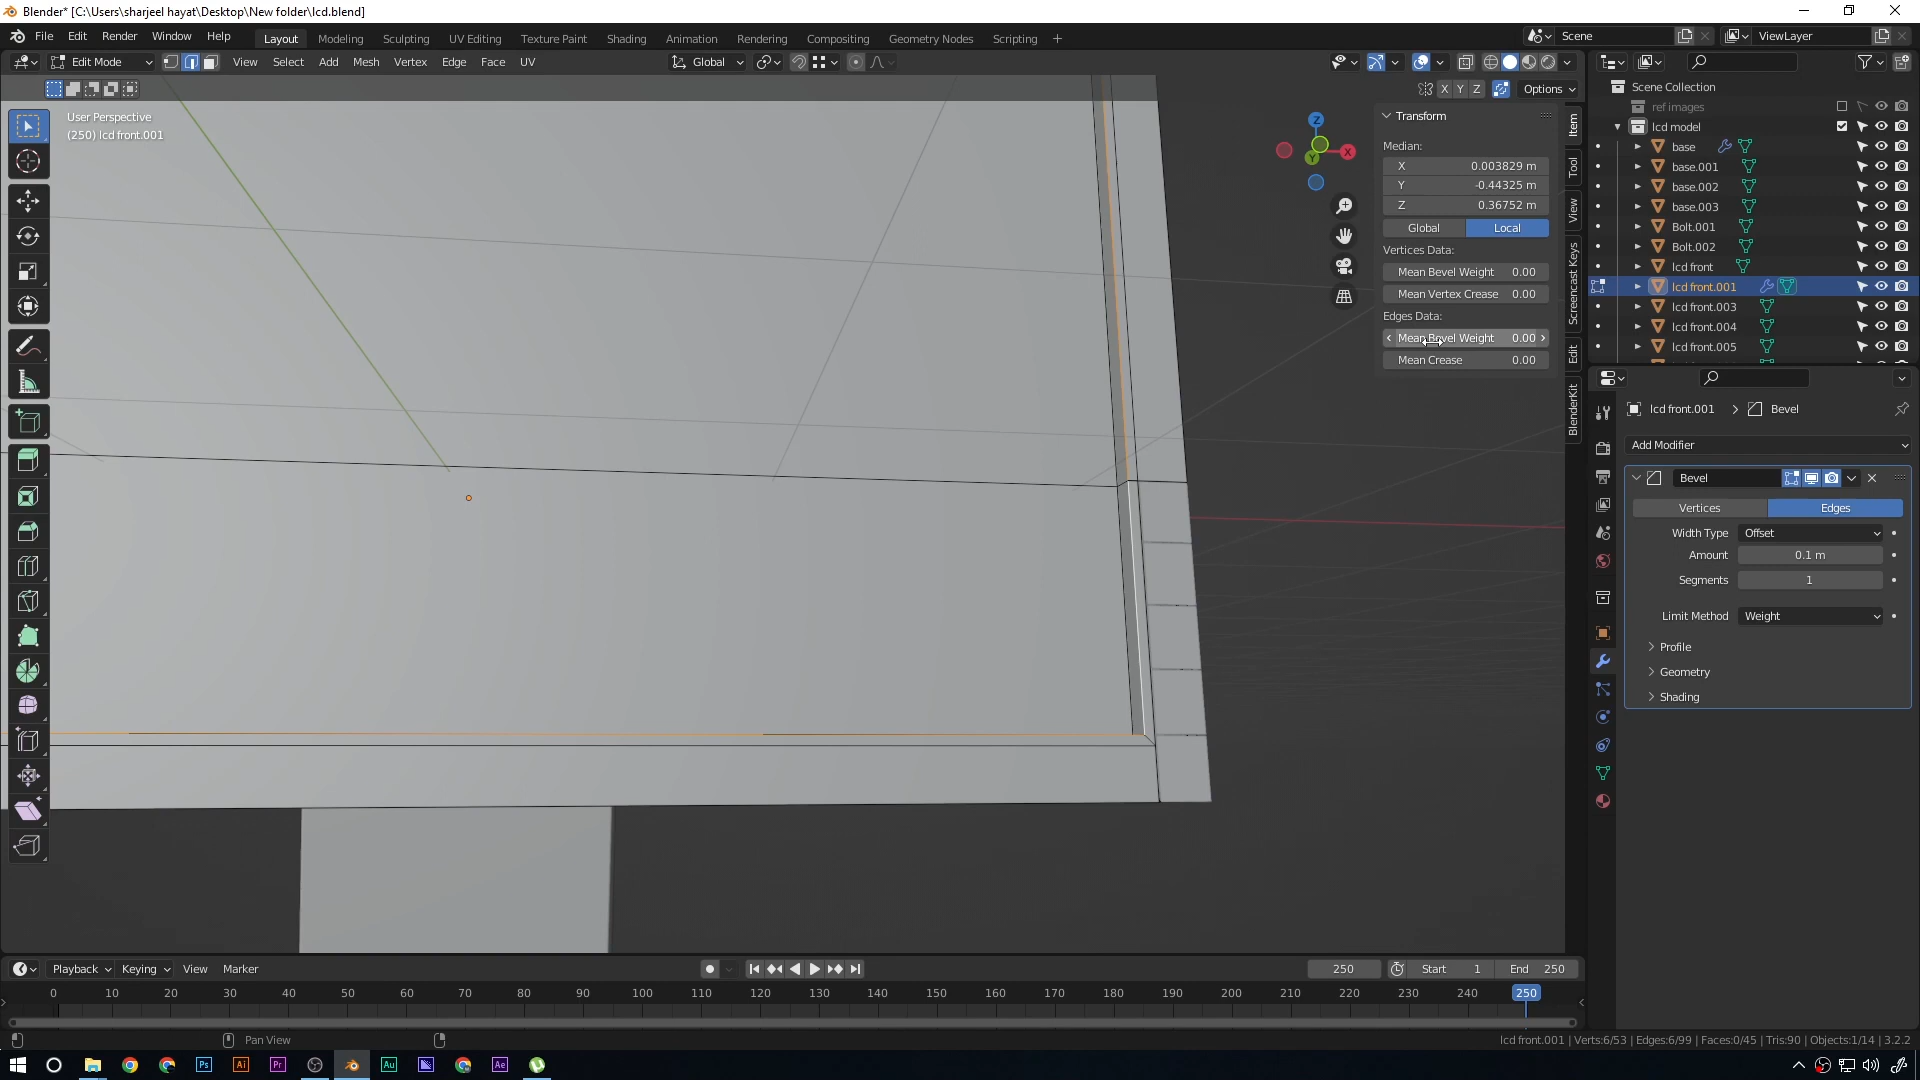 Blender* [C:\Users\sharjeel hayat\Desktop\New folder\lcd.blend]
File Edit Render Window Help Layout Modeling Sculpting UV Editing Texture Paint Shading Animation Rendering Compositing Geometry Nodes Scripting Scene ViewLayer
Edit Mode View Select Add Mesh Vertex Edge Face UV Global
X Y Z Options
User Perspective
(250) lcd front.001
Z
X
Y
Transform
Median:
X 0.003829 m
Y -0.44325 m
Z 0.36752 m
Global Local
Vertices Data:
Mean Bevel Weight 0.00
Mean Vertex Crease 0.00
Edges Data:
Mean Bevel Weight 0.00
Mean Crease 0.00
Item
Tool
View
Screencast Keys
Edit
BlenderKit
Scene Collection
ref images
lcd model
base
base.001
base.002
base.003
Bolt.001
Bolt.002
lcd front
lcd front.001
lcd front.003
lcd front.004
lcd front.005
lcd front.001 Bevel
Add Modifier
Bevel
Vertices Edges
Width Type Offset
Amount 0.1 m
Segments 1
Limit Method Weight
Profile
Geometry
Shading
Playback Keying View Marker 250 Start 1 End 250
0 10 20 30 40 50 60 70 80 90 100 110 120 130 140 150 160 170 180 190 200 210 220 230 240 250
Pan View
lcd front.001 | Verts:6/53 | Edges:6/99 | Faces:0/45 | Tris:90 | Objects:1/14 | 3.2.2
Ps Ai Pr Au Ae